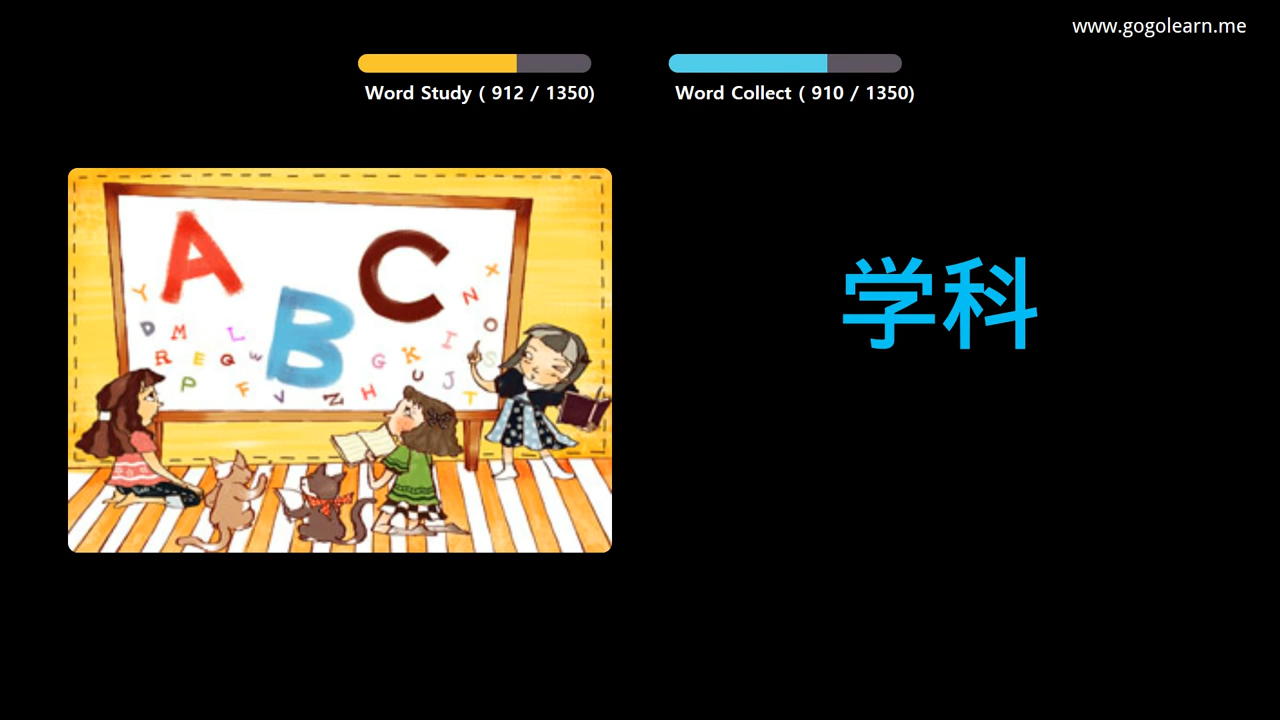 www.gogolearn.me
Word Study ( 912 / 1350)
Word Collect ( 910 / 1350)
学科
A
C
B
Y
X
N
D
M
L
O
I
R
E
Q
W
G
K
S
P
F
V
Z
H
U
J
T